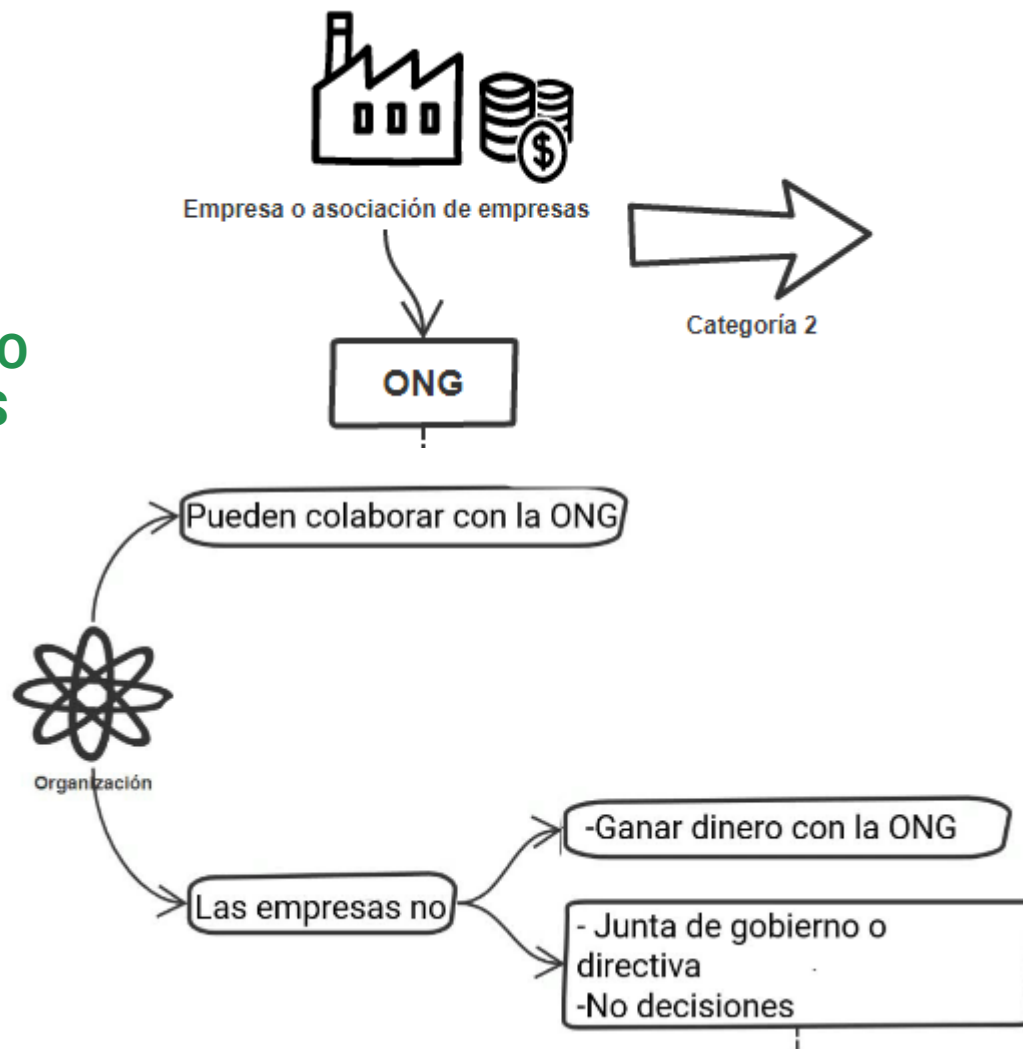 Empresa o asociación de empresas
Categoría 2
ONG
Pueden colaborar con la ONG
Organización
-Ganar dinero con la ONG
Las empresas no
- Junta de gobierno o
directiva
-No decisiones